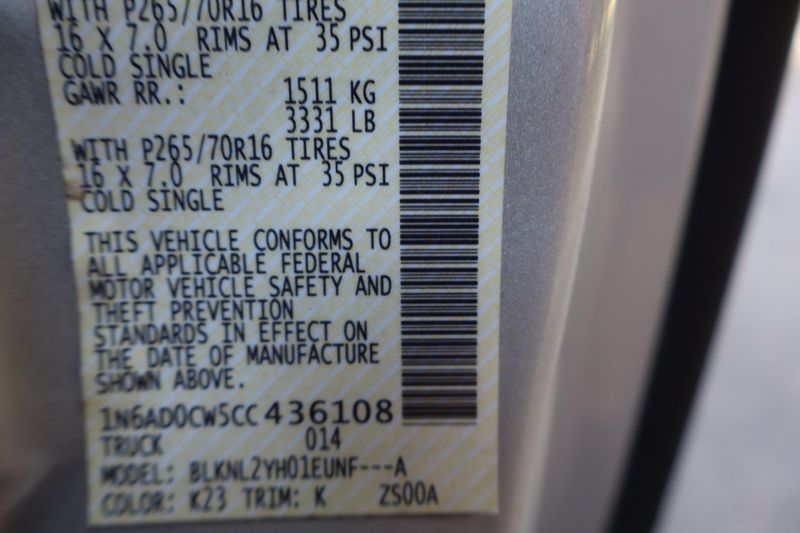 WITH P265/70R16 TIRES
16 X 7.0 RIMS AT 35 PSI
COLD SINGLE
GAWR RR.: 1511 KG
3331 LB
WITH P265/70R16 TIRES
16 X 7.0 RIMS AT 35 PSI
COLD SINGLE
THIS VEHICLE CONFORMS TO
ALL APPLICABLE FEDERAL
MOTOR VEHICLE SAFETY AND
THEFT PREVENTION
STANDARDS IN EFFECT ON
THE DATE OF MANUFACTURE
SHOWN ABOVE.
1N6AD0CW5CC436108
TRUCK 014
MODEL: BLKNL2YH01EUNF---A
COLOR: K23 TRIM: K ZS00A